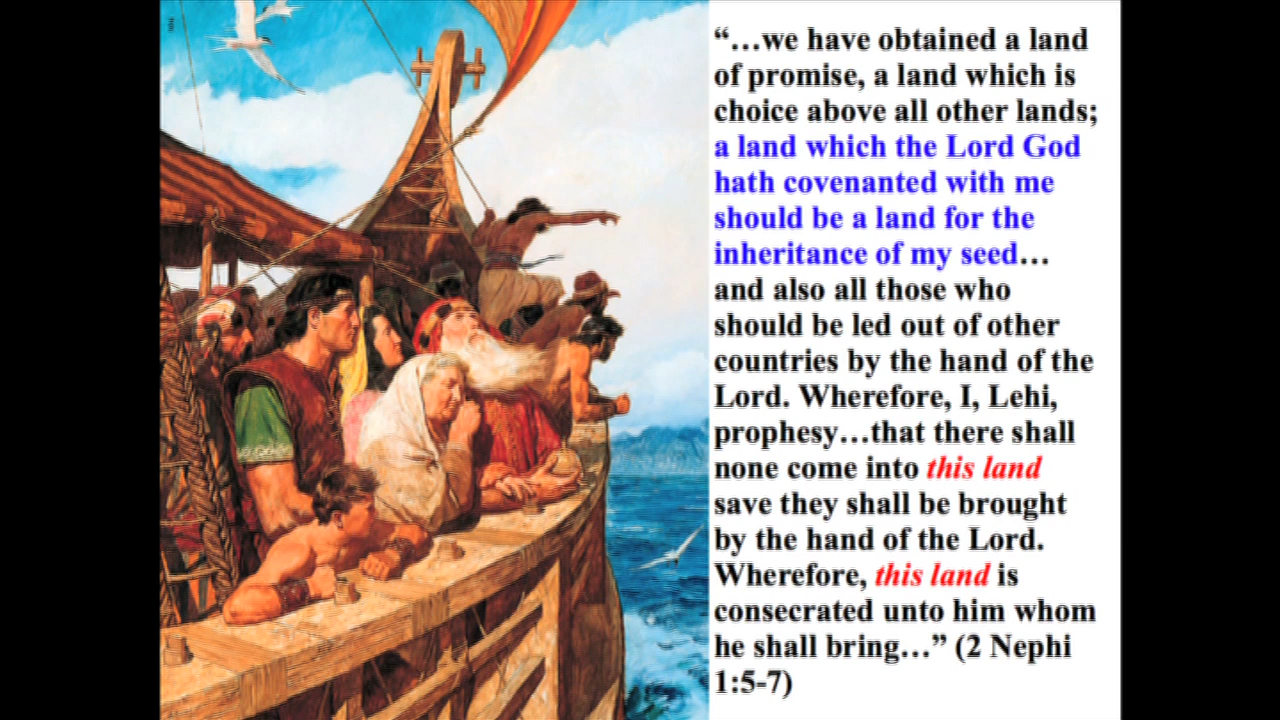 “…we have obtained a land
of promise, a land which is
choice above all other lands;
a land which the Lord God
hath covenanted with me
should be a land for the
inheritance of my seed…
and also all those who
should be led out of other
countries by the hand of the
Lord. Wherefore, I, Lehi,
prophesy…that there shall
none come into this land
save they shall be brought
by the hand of the Lord.
Wherefore, this land is
consecrated unto him whom
he shall bring…” (2 Nephi
1:5-7)